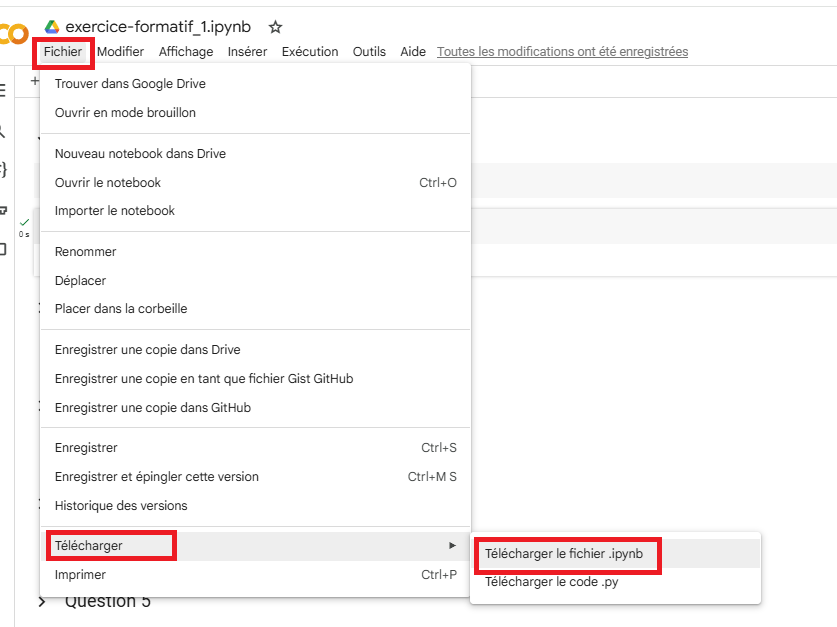 exercice-formatif_1.ipynb
Fichier Modifier Affichage Insérer Exécution Outils Aide Toutes les modifications ont été enregistrées
Trouver dans Google Drive
Ouvrir en mode brouillon
Nouveau notebook dans Drive
Ouvrir le notebook Ctrl+O
Importer le notebook
0 s
Renommer
Déplacer
Placer dans la corbeille
Enregistrer une copie dans Drive
Enregistrer une copie en tant que fichier Gist GitHub
Enregistrer une copie dans GitHub
Enregistrer Ctrl+S
Enregistrer et épingler cette version Ctrl+M S
Historique des versions
Télécharger
Télécharger le fichier .ipynb
Imprimer Ctrl+P
Télécharger le code .py
Question 5